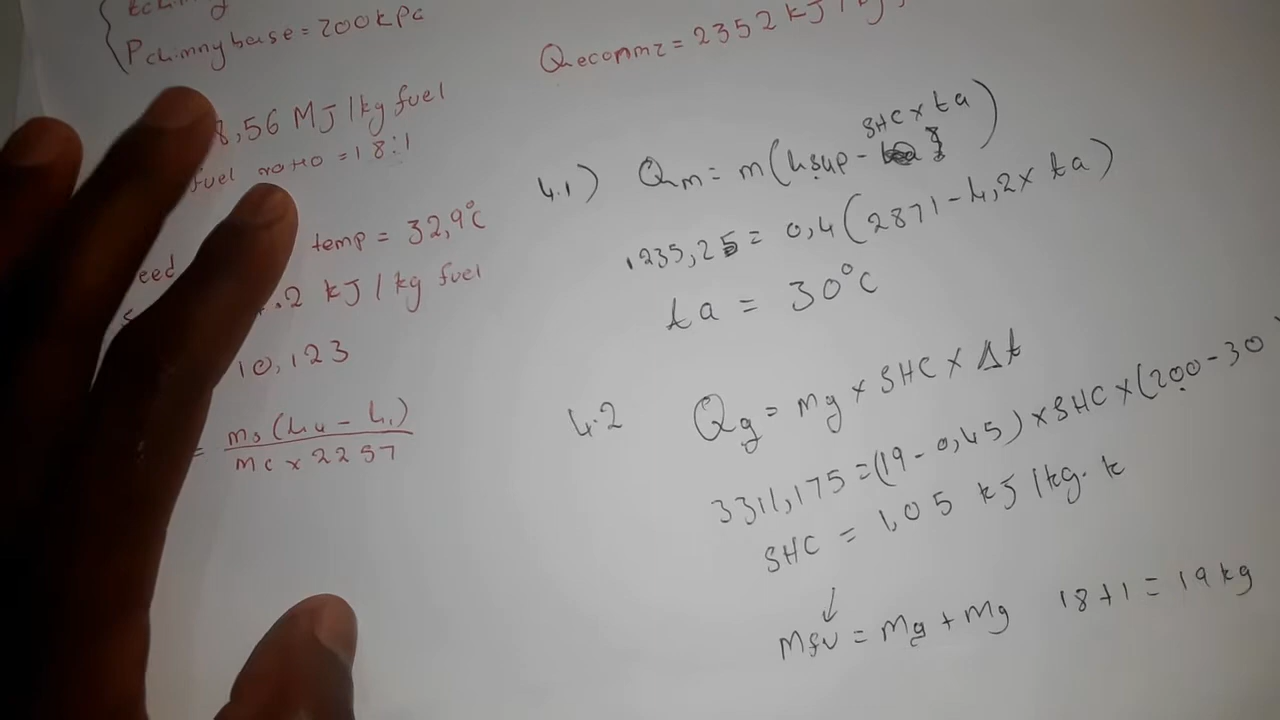 Pchimnybase = 200kPa
8,56 MJ/kg fuel
fuel ratio = 18:1
temp = 32,9°C
.2 kJ/kg fuel
10,123
= ms(h4 - h1)
mc x 2257
Qeconmz = 2352 kJ/kg
4.1) Qm = m(hsup - SHC x ta)
1235,25 = 0,4(2871 - 4,2 x ta)
ta = 30°C
4.2 Qg = mg x SHC x Δt
3311,175 = (19 - 0,45) x SHC x (200 - 30
SHC = 1,05 kJ/kg.k
↓
Mfu = Mg + Mg 18+1 = 19kg